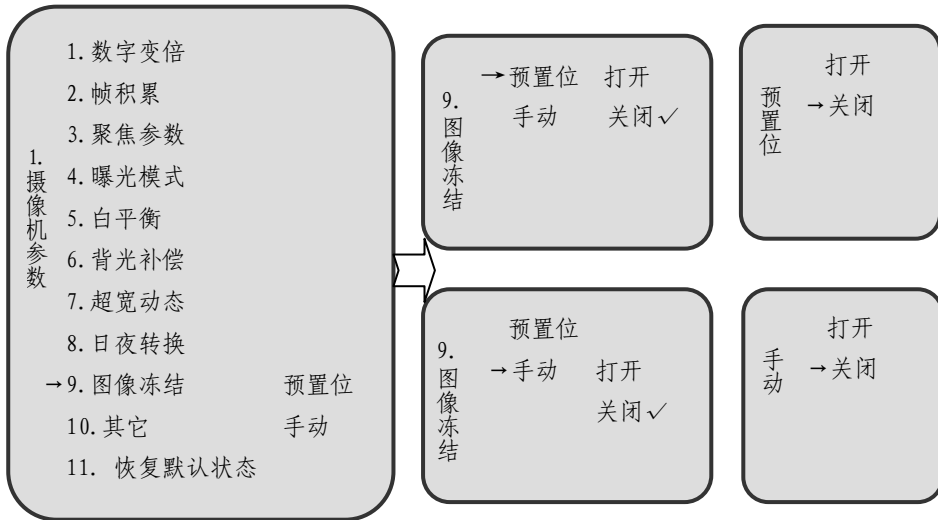 1.摄像机参数
1.数字变倍
2.帧积累
3.聚焦参数
4.曝光模式
5.白平衡
6.背光补偿
7.超宽动态
8.日夜转换
→9.图像冻结 预置位
10.其它 手动
11. 恢复默认状态
9.图像冻结
→预置位 打开
手动 关闭✓
预置位
打开
→关闭
9.图像冻结
预置位
→手动 打开
关闭✓
手动
打开
→关闭